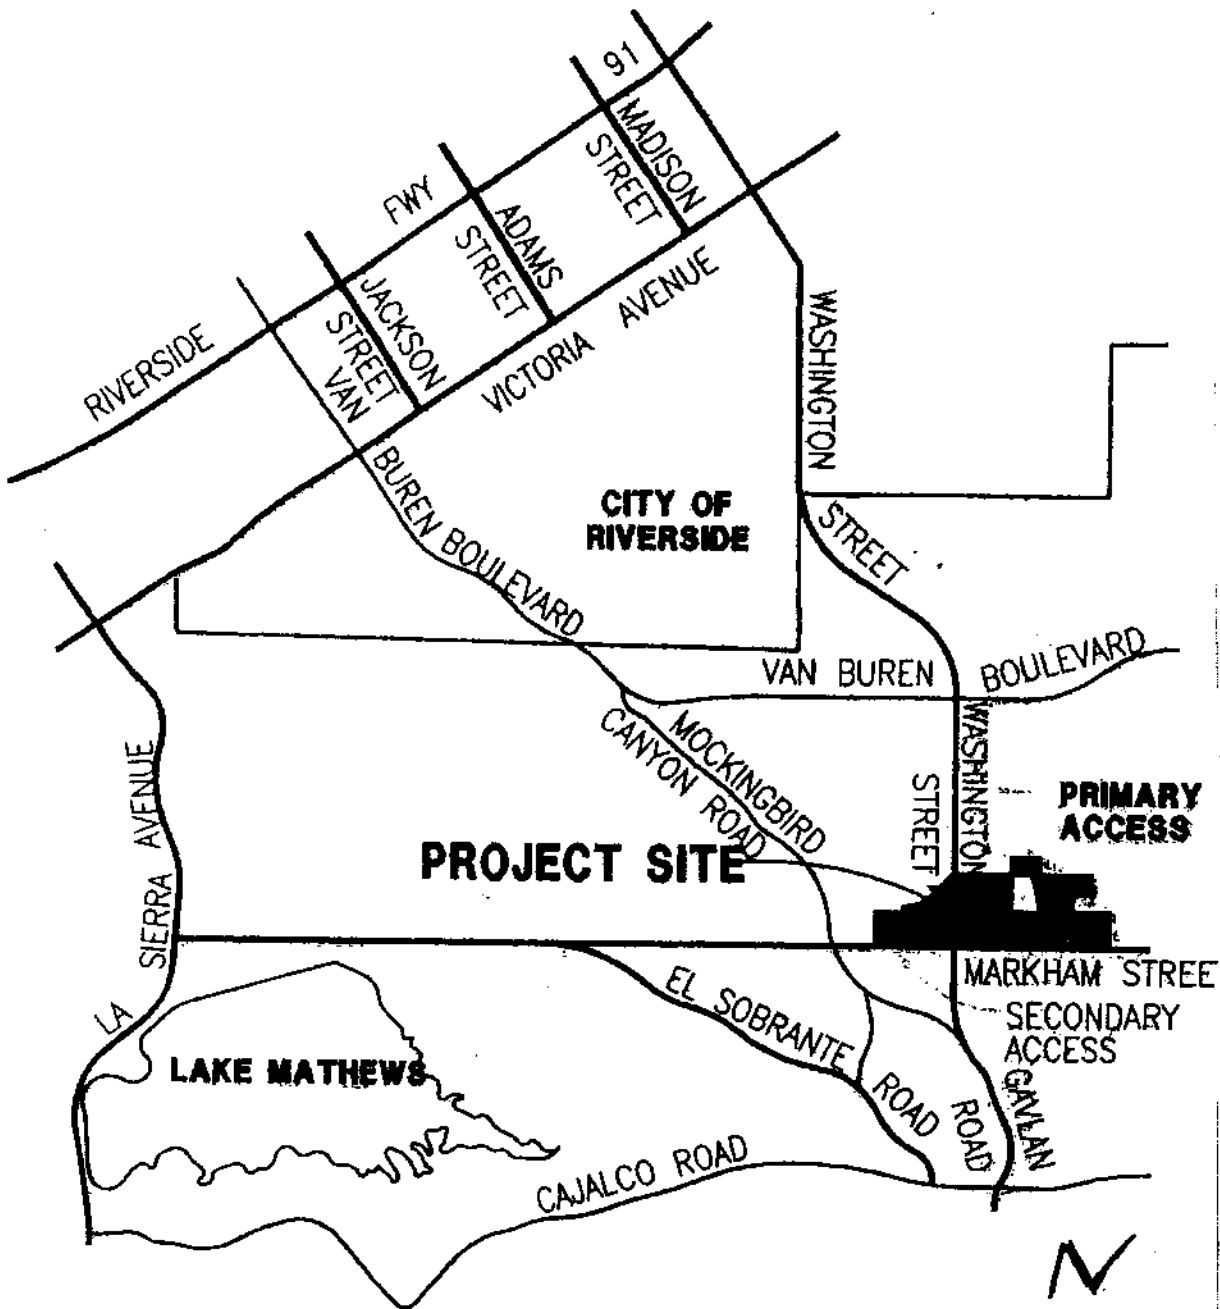 91
MADISON
STREET
FWY
ADAMS
STREET
JACKSON
STREET
RIVERSIDE
VICTORIA AVENUE
WASHINGTON
STREET
VAN
BUREN BOULEVARD
CITY OF
RIVERSIDE
VAN BUREN BOULEVARD
MOCKINGBIRD
CANYON ROAD
WASHINGTON
STREET
PRIMARY
ACCESS
PROJECT SITE
LA SIERRA AVENUE
MARKHAM STREE
SECONDARY
ACCESS
EL SOBRANTE ROAD
LAKE MATHEWS
GAVLAN
ROAD
CAJALCO ROAD
N